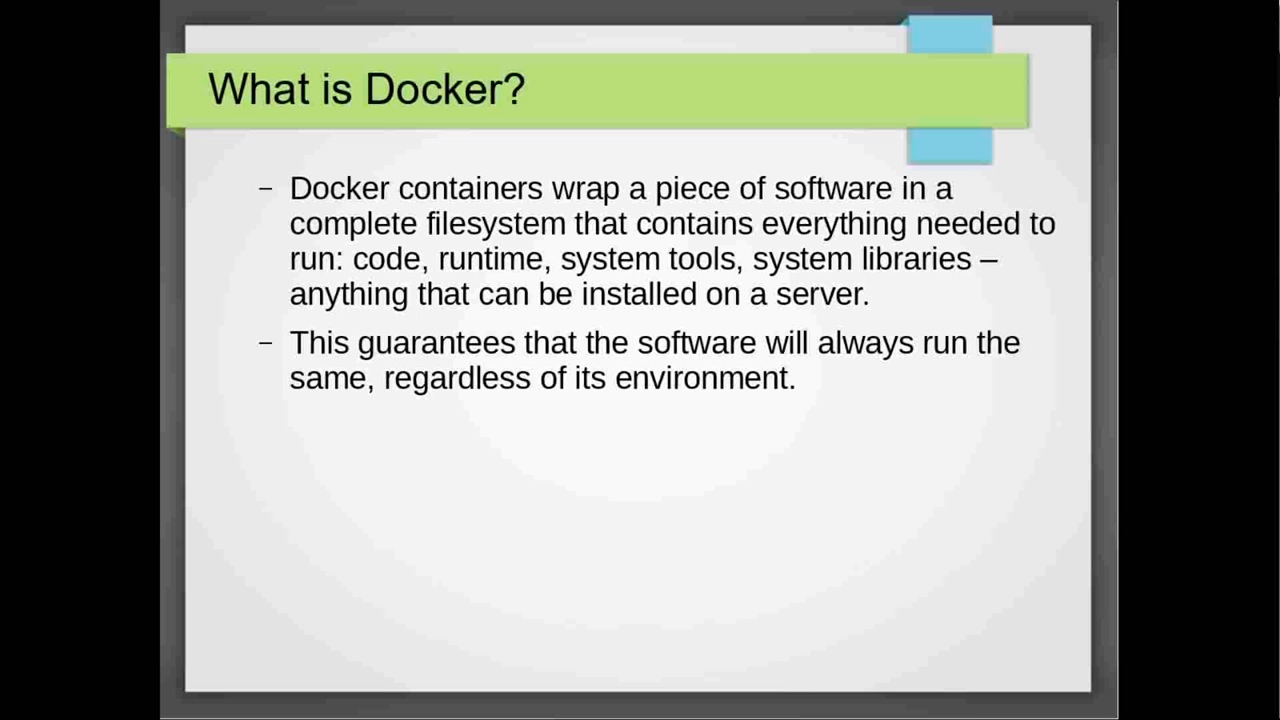 What is Docker?
– Docker containers wrap a piece of software in a
complete filesystem that contains everything needed to
run: code, runtime, system tools, system libraries –
anything that can be installed on a server.
– This guarantees that the software will always run the
same, regardless of its environment.